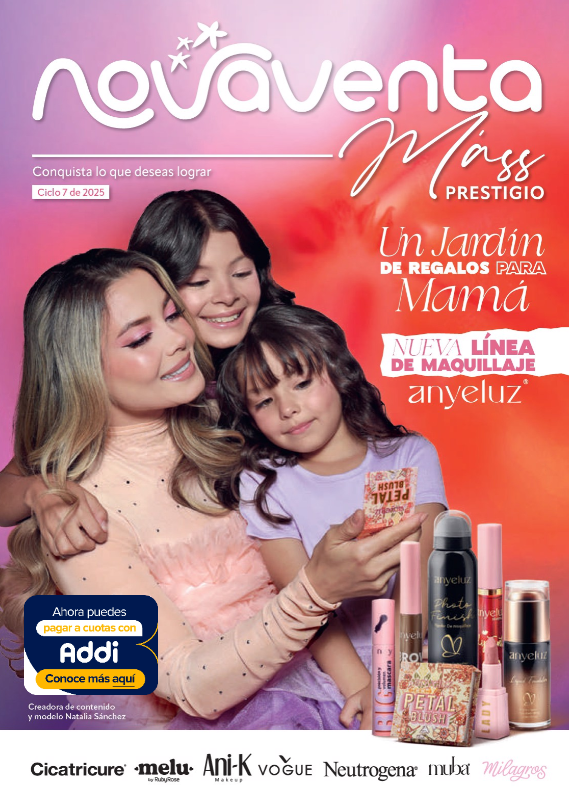 novaventa
Máss
PRESTIGIO
Conquista lo que deseas lograr
Ciclo 7 de 2025
Un Jardín
DE REGALOS PARA
Mamá
NUEVA LÍNEA
DE MAQUILLAJE
anyeluz®
PETAL
BLUSH
anyeluz
Photo
Finish
anyeluz
mascara
BIG
PETAL
BLUSH
LADY
Ahora puedes
pagar a cuotas con
Addi
Conoce más aquí
Creadora de contenido
y modelo Natalia Sánchez
Cicatricure® ·melu· by RubyRose Ani-K Makeup VOGUE Neutrogena® muba® Milagros